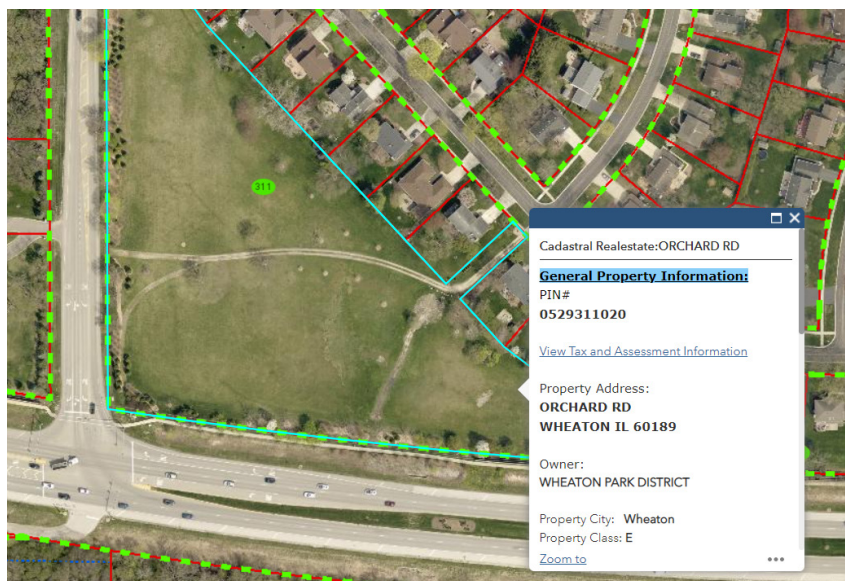 311
Cadastral Realestate:ORCHARD RD
General Property Information:
PIN#
0529311020
View Tax and Assessment Information
Property Address:
ORCHARD RD
WHEATON IL 60189
Owner:
WHEATON PARK DISTRICT
Property City: Wheaton
Property Class: E
Zoom to